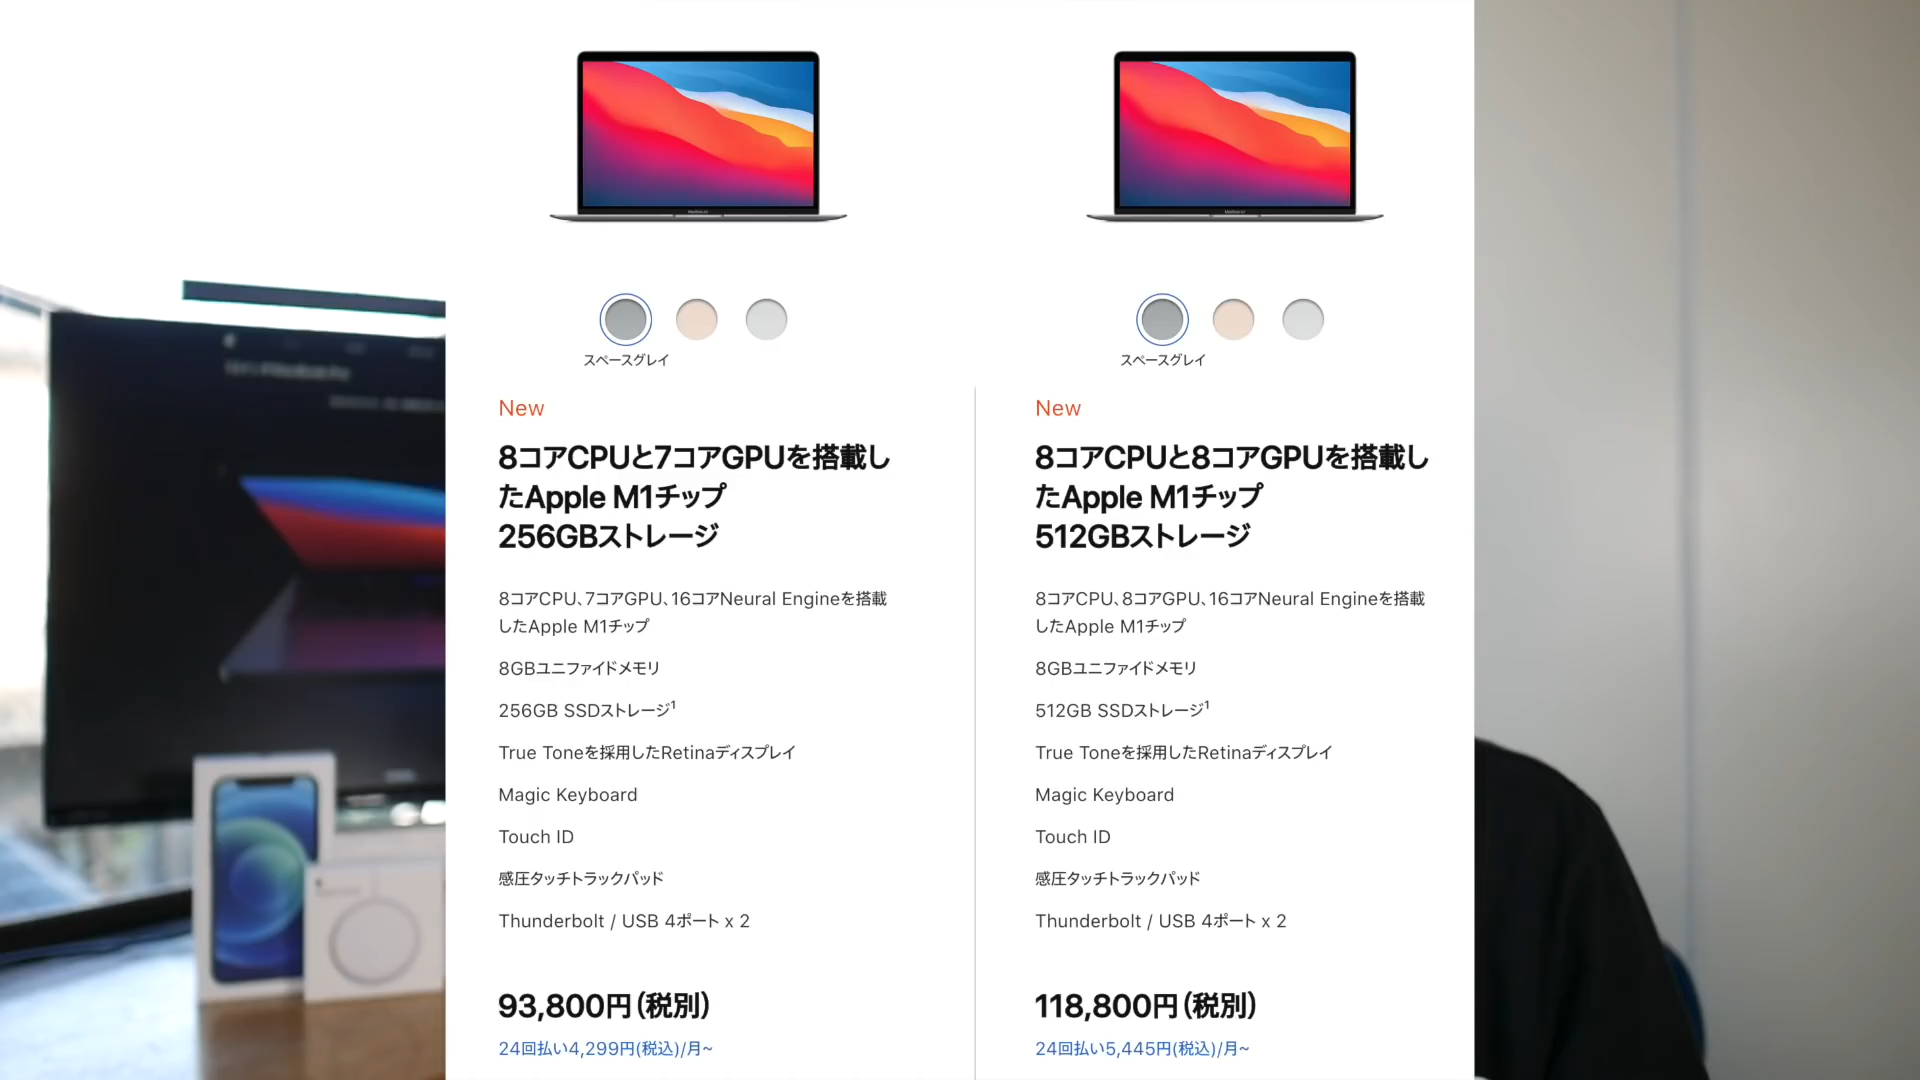 スペースグレイ
New
8コアCPUと7コアGPUを搭載し
たApple M1チップ
256GBストレージ
8コアCPU、7コアGPU、16コアNeural Engineを搭載
したApple M1チップ
8GBユニファイドメモリ
256GB SSDストレージ¹
True Toneを採用したRetinaディスプレイ
Magic Keyboard
Touch ID
感圧タッチトラックパッド
Thunderbolt / USB 4ポート x 2
93,800円（税別）
24回払い4,299円(税込)/月~
スペースグレイ
New
8コアCPUと8コアGPUを搭載し
たApple M1チップ
512GBストレージ
8コアCPU、8コアGPU、16コアNeural Engineを搭載
したApple M1チップ
8GBユニファイドメモリ
512GB SSDストレージ¹
True Toneを採用したRetinaディスプレイ
Magic Keyboard
Touch ID
感圧タッチトラックパッド
Thunderbolt / USB 4ポート x 2
118,800円（税別）
24回払い5,445円(税込)/月~